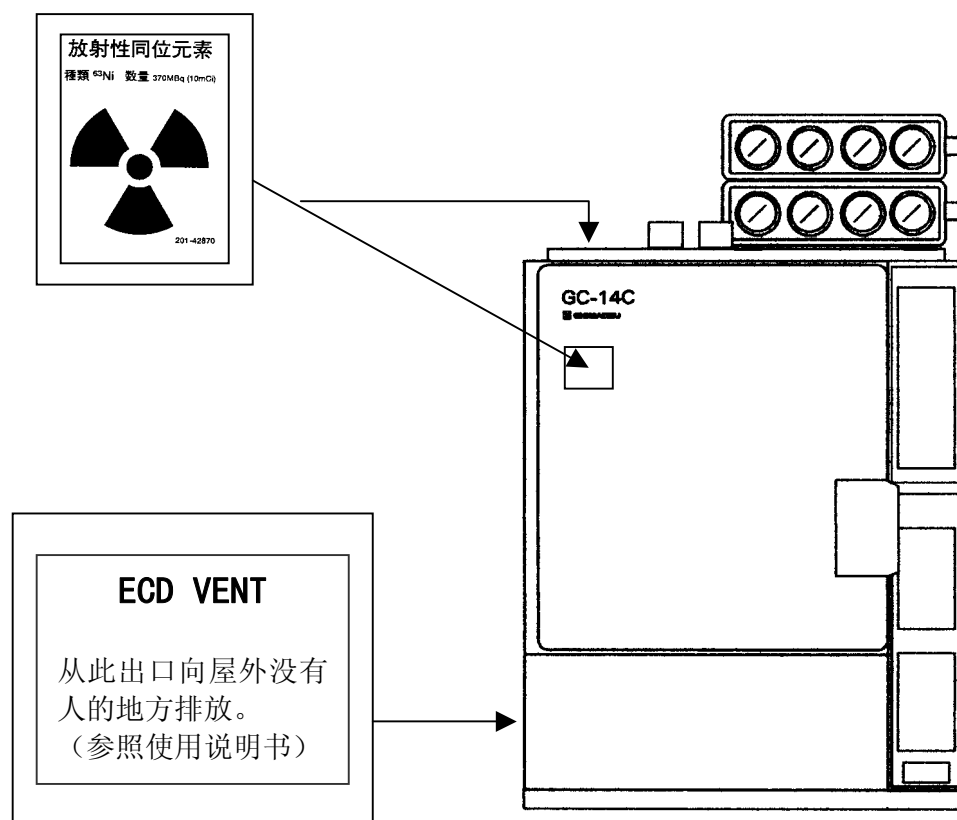 放射性同位元素
種類 ⁶³Ni 数量 370MBq (10mCi)
201-42870
GC-14C
SHIMADZU
ECD VENT
从此出口向屋外没有
人的地方排放。
（参照使用说明书）